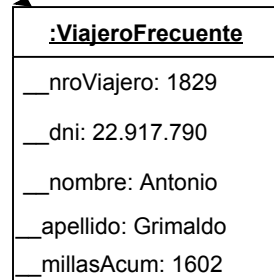 :ViajeroFrecuente
__nroViajero: 1829
__dni: 22.917.790
__nombre: Antonio
__apellido: Grimaldo
__millasAcum: 1602